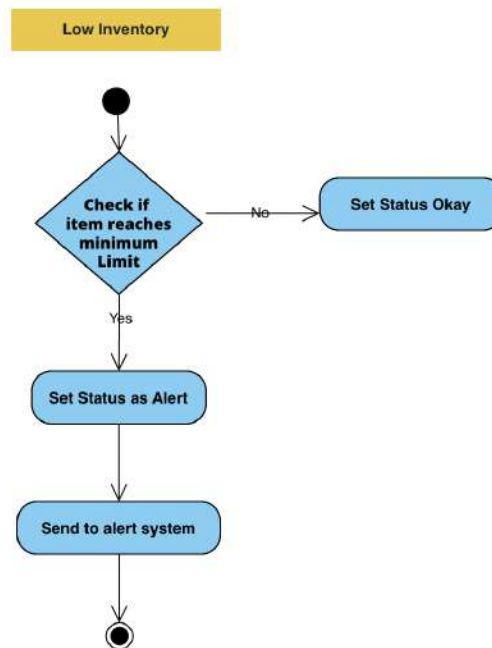 Low Inventory
Check if
item reaches
minimum
Limit
No
Set Status Okay
Yes
Set Status as Alert
Send to alert system